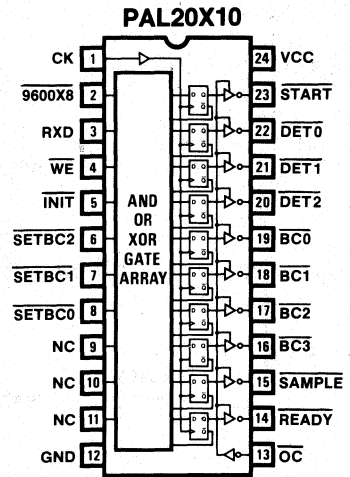 PAL20X10
CK 1 24 VCC
9600X8 2 23 START
RXD 3 22 DET0
WE 4 21 DET1
INIT 5 20 DET2
SETBC2 6 19 BC0
SETBC1 7 18 BC1
SETBC0 8 17 BC2
NC 9 16 BC3
NC 10 15 SAMPLE
NC 11 14 READY
GND 12 13 OC
AND
OR
XOR
GATE
ARRAY